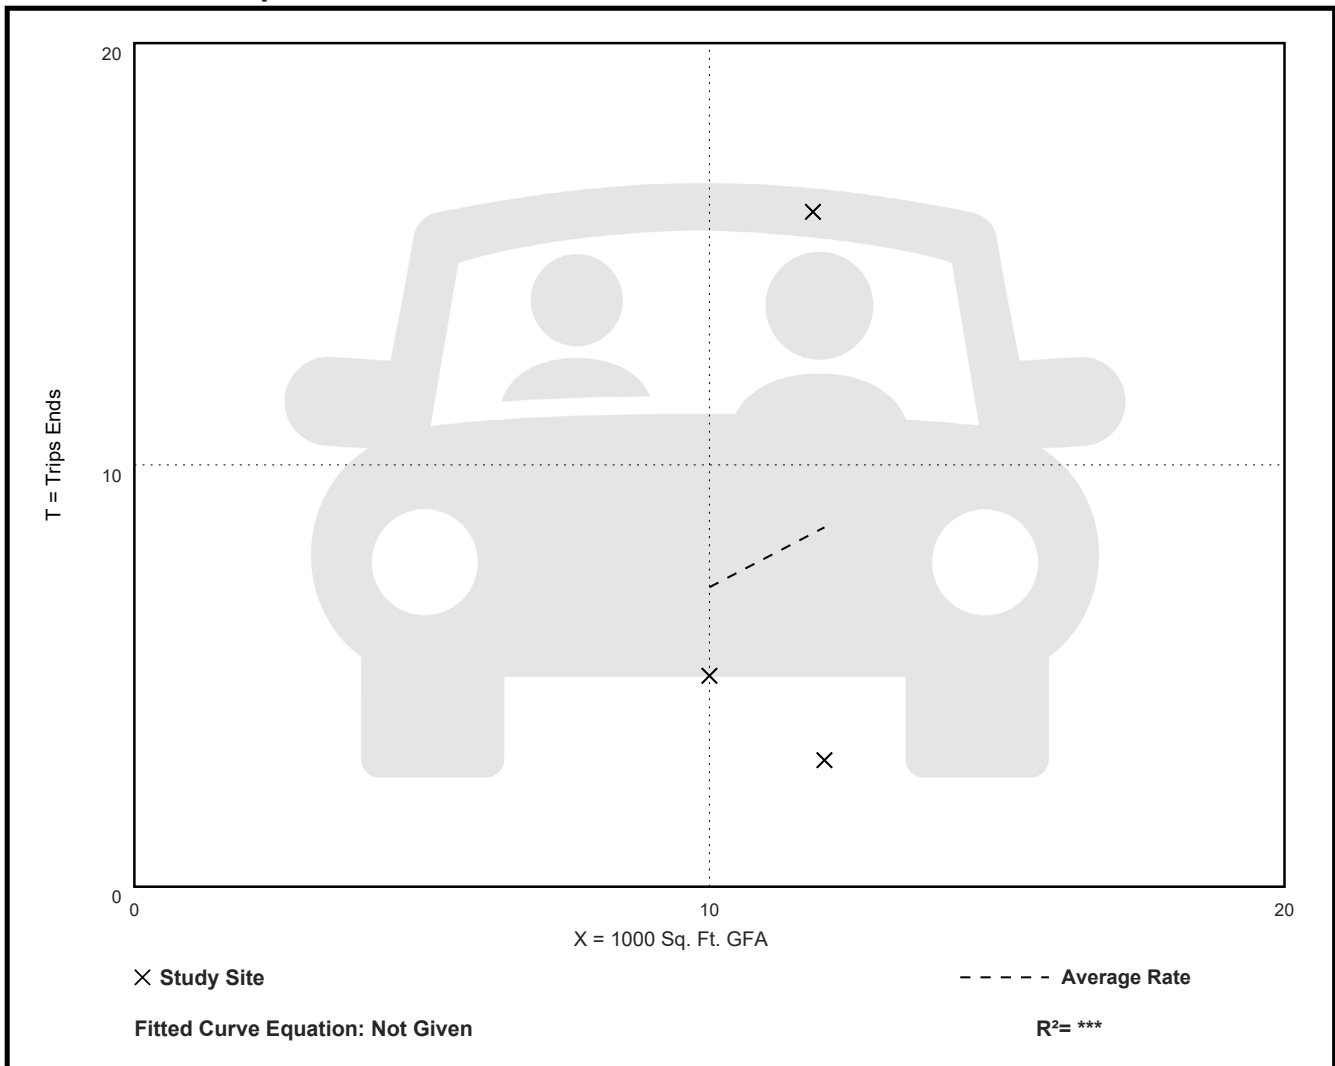 20
10
0
T = Trips Ends
0 10 20
X = 1000 Sq. Ft. GFA
Study Site
Average Rate
Fitted Curve Equation: Not Given
R²= ***